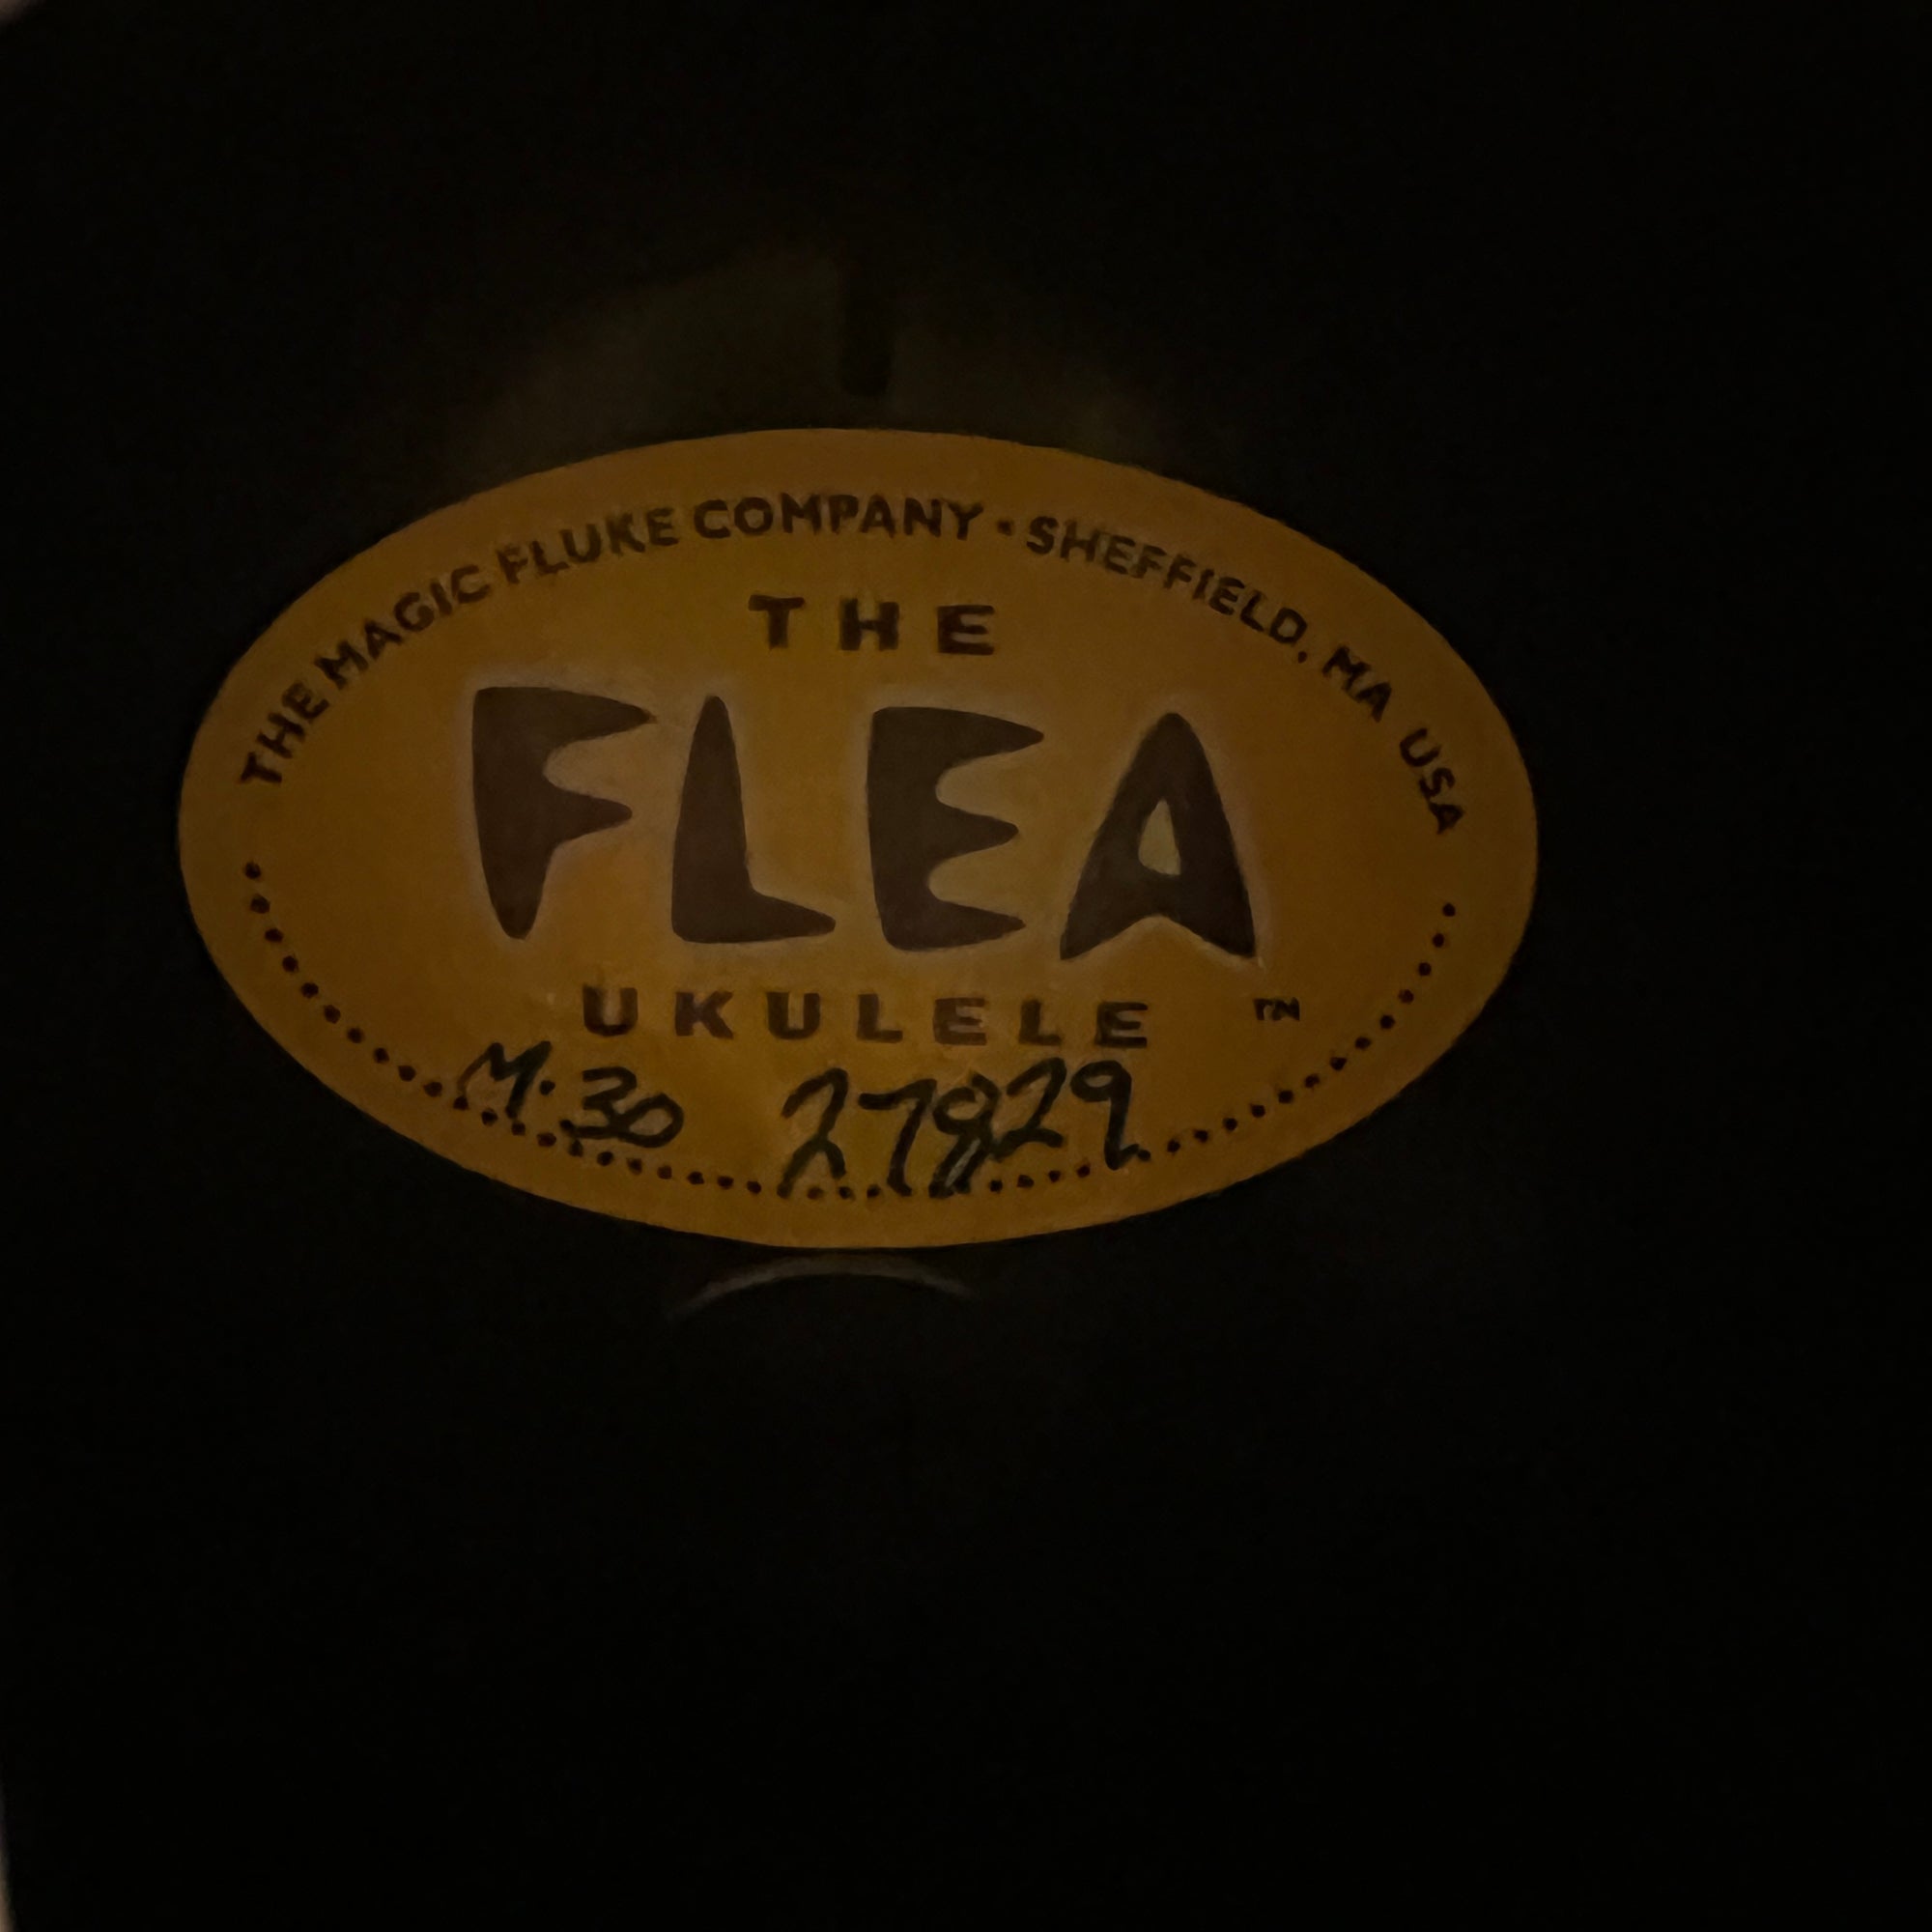 THE MAGIC FLUKE COMPANY · SHEFFIELD, MA USA
THE
FLEA
UKULELE ™
M.30 27829